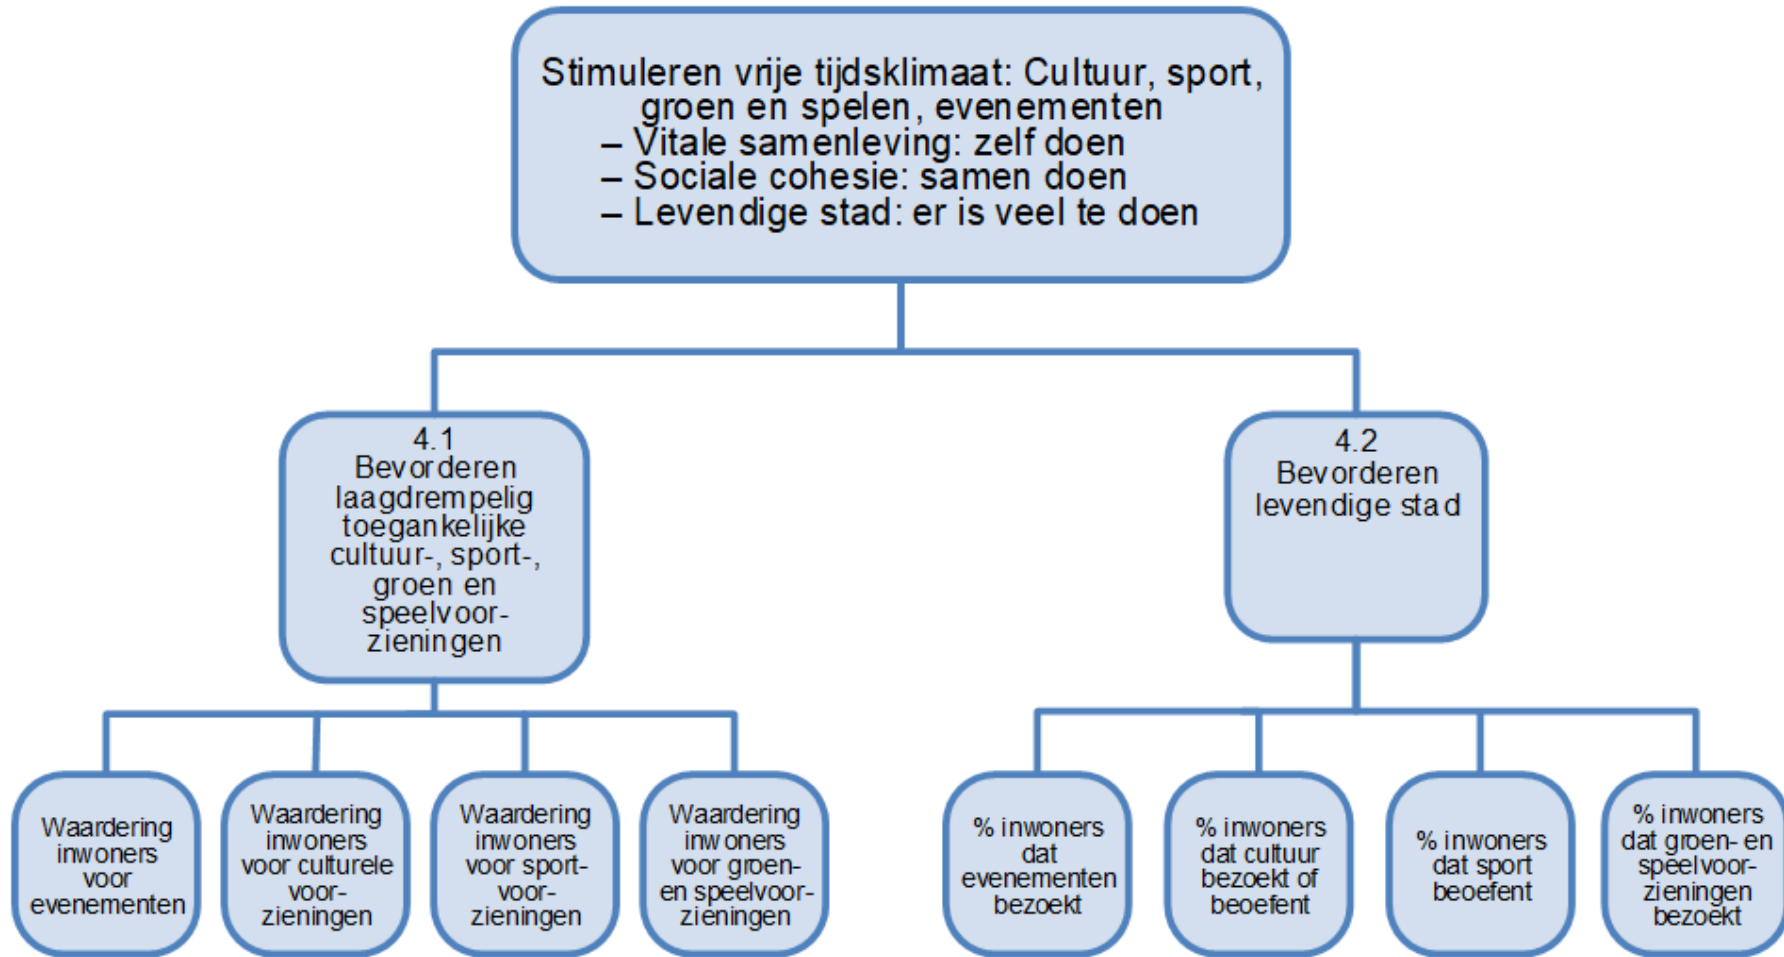 Stimuleren vrije tijdsklimaat: Cultuur, sport,
groen en spelen, evenementen
– Vitale samenleving: zelf doen
– Sociale cohesie: samen doen
– Levendige stad: er is veel te doen
4.1
Bevorderen
laagdrempelig
toegankelijke
cultuur-, sport-,
groen en
speelvoor-
zieningen
4.2
Bevorderen
levendige stad
Waardering
inwoners
voor
evenementen
Waardering
inwoners
voor culturele
voor-
zieningen
Waardering
inwoners
voor sport-
voor-
zieningen
Waardering
inwoners
voor groen-
en speelvoor-
zieningen
% inwoners
dat
evenementen
bezoekt
% inwoners
dat cultuur
bezoekt of
beoefent
% inwoners
dat sport
beoefent
% inwoners
dat groen- en
speelvoor-
zieningen
bezoekt